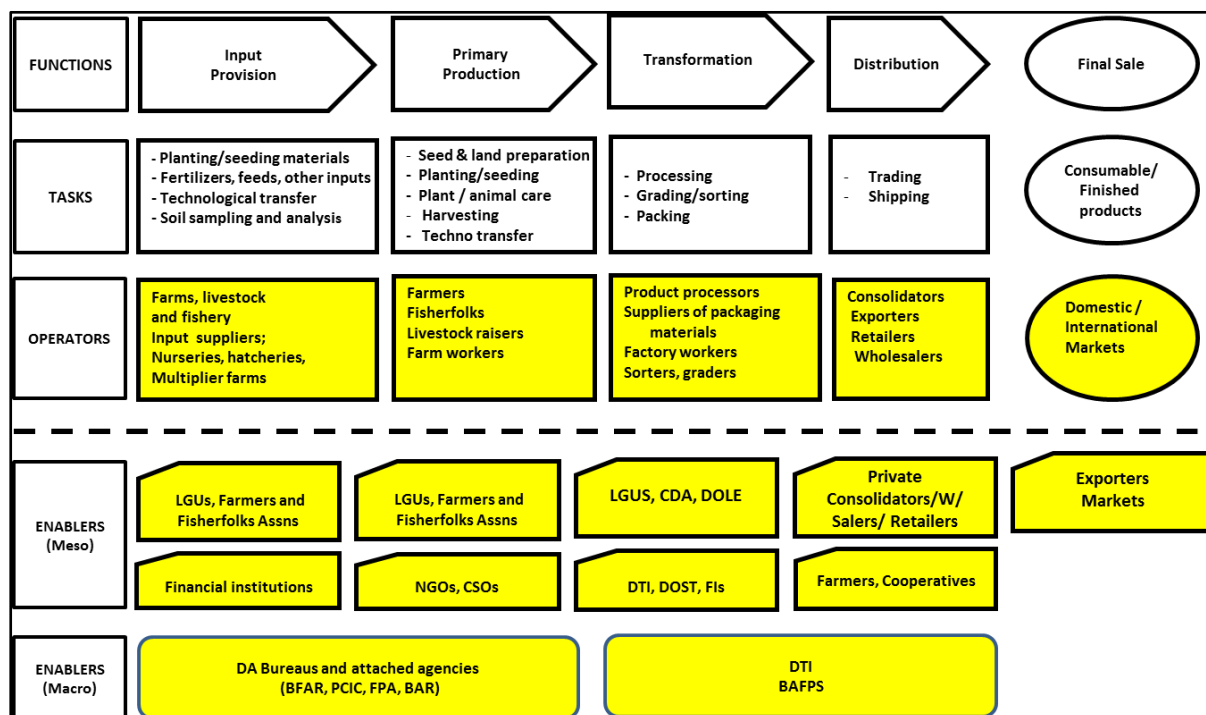 FUNCTIONS
Input
Provision
Primary
Production
Transformation
Distribution
Final Sale
TASKS
- Planting/seeding materials
- Fertilizers, feeds, other inputs
- Technological transfer
- Soil sampling and analysis
- Seed & land preparation
- Planting/seeding
- Plant / animal care
- Harvesting
- Techno transfer
- Processing
- Grading/sorting
- Packing
- Trading
- Shipping
Consumable/
Finished
products
OPERATORS
Farms, livestock
and fishery
Input suppliers;
Nurseries, hatcheries,
Multiplier farms
Farmers
Fisherfolks
Livestock raisers
Farm workers
Product processors
Suppliers of packaging
materials
Factory workers
Sorters, graders
Consolidators
Exporters
Retailers
Wholesalers
Domestic /
International
Markets
ENABLERS
(Meso)
LGUs, Farmers and
Fisherfolks Assns
LGUs, Farmers and
Fisherfolks Assns
LGUS, CDA, DOLE
Private
Consolidators/W/
Salers/ Retailers
Exporters
Markets
Financial institutions
NGOs, CSOs
DTI, DOST, FIs
Farmers, Cooperatives
ENABLERS
(Macro)
DA Bureaus and attached agencies
(BFAR, PCIC, FPA, BAR)
DTI
BAFPS